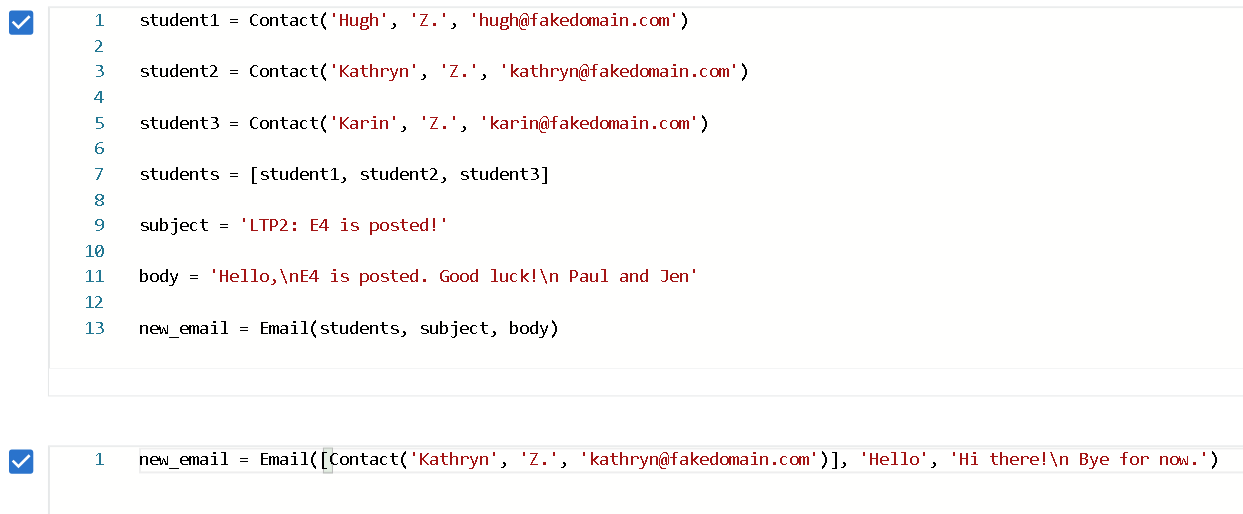 1 student1 = Contact('Hugh', 'Z.', 'hugh@fakedomain.com')
2
3 student2 = Contact('Kathryn', 'Z.', 'kathryn@fakedomain.com')
4
5 student3 = Contact('Karin', 'Z.', 'karin@fakedomain.com')
6
7 students = [student1, student2, student3]
8
9 subject = 'LTP2: E4 is posted!'
10
11 body = 'Hello,\nE4 is posted. Good luck!\n Paul and Jen'
12
13 new_email = Email(students, subject, body)
1 new_email = Email([Contact('Kathryn', 'Z.', 'kathryn@fakedomain.com')], 'Hello', 'Hi there!\n Bye for now.')